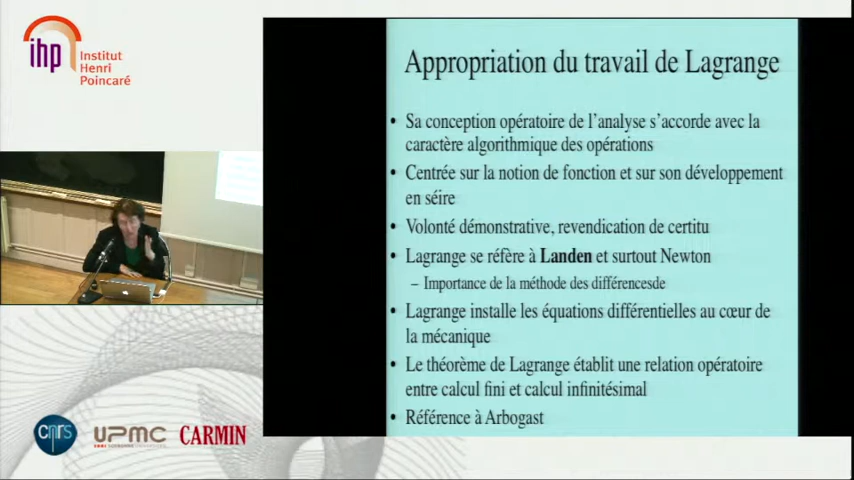 ihp
Institut
Henri
Poincaré
Appropriation du travail de Lagrange
• Sa conception opératoire de l'analyse s'accorde avec la
caractère algorithmique des opérations
• Centrée sur la notion de fonction et sur son développement
en séire
• Volonté démonstrative, revendication de certitu
• Lagrange se réfère à Landen et surtout Newton
– Importance de la méthode des différencesde
• Lagrange installe les équations différentielles au cœur de
la mécanique
• Le théorème de Lagrange établit une relation opératoire
entre calcul fini et calcul infinitésimal
• Référence à Arbogast
cnrs
UPMC
CARMIN